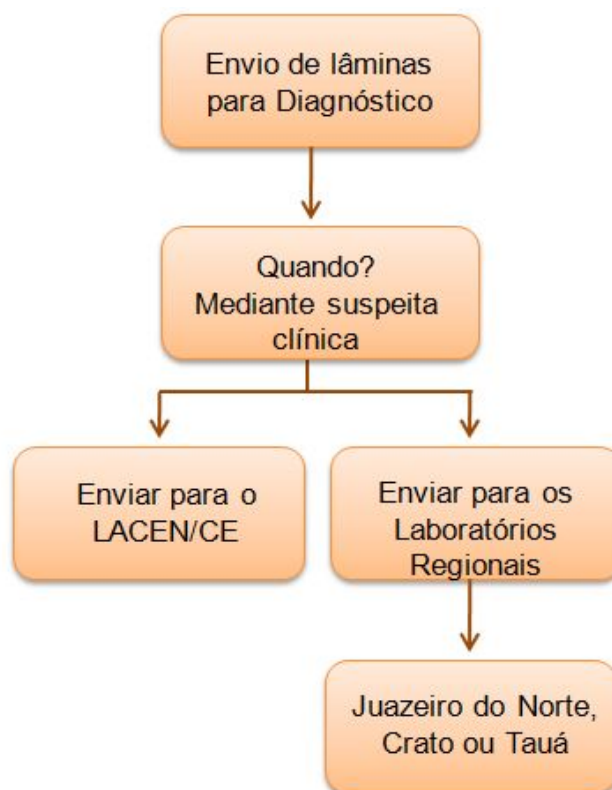 Envio de lâminas
para Diagnóstico
Quando?
Mediante suspeita
clínica
Enviar para o
LACEN/CE
Enviar para os
Laboratórios
Regionais
Juazeiro do Norte,
Crato ou Tauá